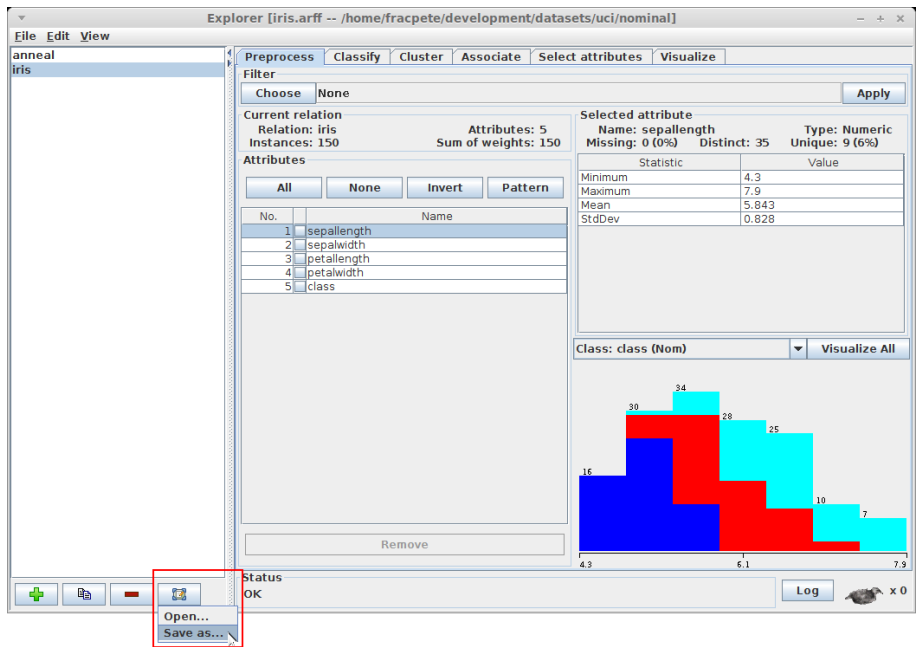 Explorer [iris.arff -- /home/fracpete/development/datasets/uci/nominal]
File Edit View
anneal
iris
Preprocess Classify Cluster Associate Select attributes Visualize
Filter
Choose None Apply
Current relation
Relation: iris Attributes: 5
Instances: 150 Sum of weights: 150
Attributes
All None Invert Pattern
No. Name
1 sepallength
2 sepalwidth
3 petallength
4 petalwidth
5 class
Remove
Selected attribute
Name: sepallength Type: Numeric
Missing: 0 (0%) Distinct: 35 Unique: 9 (6%)
Statistic Value
Minimum 4.3
Maximum 7.9
Mean 5.843
StdDev 0.828
Class: class (Nom) Visualize All
34
30
28
25
16
10
7
4.3 6.1 7.9
Status
OK
Log x 0
Open...
Save as...